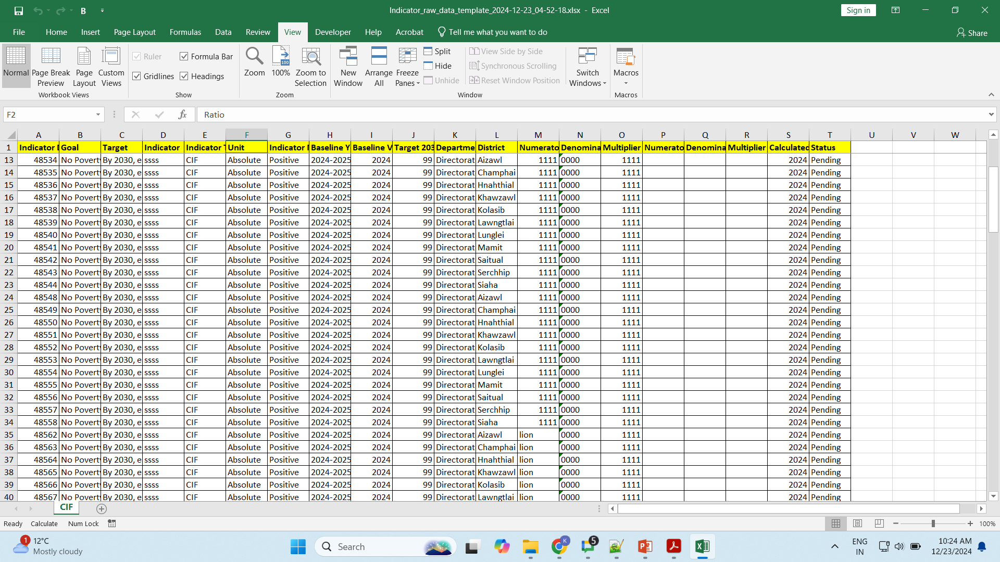 B
Indicator_raw_data_template_2024-12-23_04-52-18.xlsx - Excel
Sign in
File Home Insert Page Layout Formulas Data Review View Developer Help Acrobat Tell me what you want to do Share
Normal Page Break Preview Page Layout Custom Views
Workbook Views
Ruler Formula Bar
Gridlines Headings
Show
Zoom 100% Zoom to Selection
Zoom
New Window Arrange All Freeze Panes
Split
Hide
Unhide
View Side by Side
Synchronous Scrolling
Reset Window Position
Switch Windows
Window
Macros
Macros
F2 fx Ratio
A B C D E F G H I J K L M N O P Q R S T U V W
1 Indicator I Goal Target Indicator Indicator T Unit Indicator N Baseline Y Baseline V Target 203 Departme District Numerato Denomina Multiplier Numerato Denomina Multiplier Calculated Status
13 48534 No Povert By 2030, e ssss CIF Absolute Positive 2024-2025 2024 99 Directorat Aizawl 1111 0000 1111 2024 Pending
14 48535 No Povert By 2030, e ssss CIF Absolute Positive 2024-2025 2024 99 Directorat Champhai 1111 0000 1111 2024 Pending
15 48536 No Povert By 2030, e ssss CIF Absolute Positive 2024-2025 2024 99 Directorat Hnahthial 1111 0000 1111 2024 Pending
16 48537 No Povert By 2030, e ssss CIF Absolute Positive 2024-2025 2024 99 Directorat Khawzawl 1111 0000 1111 2024 Pending
17 48538 No Povert By 2030, e ssss CIF Absolute Positive 2024-2025 2024 99 Directorat Kolasib 1111 0000 1111 2024 Pending
18 48539 No Povert By 2030, e ssss CIF Absolute Positive 2024-2025 2024 99 Directorat Lawngtlai 1111 0000 1111 2024 Pending
19 48540 No Povert By 2030, e ssss CIF Absolute Positive 2024-2025 2024 99 Directorat Lunglei 1111 0000 1111 2024 Pending
20 48541 No Povert By 2030, e ssss CIF Absolute Positive 2024-2025 2024 99 Directorat Mamit 1111 0000 1111 2024 Pending
21 48542 No Povert By 2030, e ssss CIF Absolute Positive 2024-2025 2024 99 Directorat Saitual 1111 0000 1111 2024 Pending
22 48543 No Povert By 2030, e ssss CIF Absolute Positive 2024-2025 2024 99 Directorat Serchhip 1111 0000 1111 2024 Pending
23 48544 No Povert By 2030, e ssss CIF Absolute Positive 2024-2025 2024 99 Directorat Siaha 1111 0000 1111 2024 Pending
24 48548 No Povert By 2030, e ssss CIF Absolute Positive 2024-2025 2024 99 Directorat Aizawl 1111 0000 1111 2024 Pending
25 48549 No Povert By 2030, e ssss CIF Absolute Positive 2024-2025 2024 99 Directorat Champhai 1111 0000 1111 2024 Pending
26 48550 No Povert By 2030, e ssss CIF Absolute Positive 2024-2025 2024 99 Directorat Hnahthial 1111 0000 1111 2024 Pending
27 48551 No Povert By 2030, e ssss CIF Absolute Positive 2024-2025 2024 99 Directorat Khawzawl 1111 0000 1111 2024 Pending
28 48552 No Povert By 2030, e ssss CIF Absolute Positive 2024-2025 2024 99 Directorat Kolasib 1111 0000 1111 2024 Pending
29 48553 No Povert By 2030, e ssss CIF Absolute Positive 2024-2025 2024 99 Directorat Lawngtlai 1111 0000 1111 2024 Pending
30 48554 No Povert By 2030, e ssss CIF Absolute Positive 2024-2025 2024 99 Directorat Lunglei 1111 0000 1111 2024 Pending
31 48555 No Povert By 2030, e ssss CIF Absolute Positive 2024-2025 2024 99 Directorat Mamit 1111 0000 1111 2024 Pending
32 48556 No Povert By 2030, e ssss CIF Absolute Positive 2024-2025 2024 99 Directorat Saitual 1111 0000 1111 2024 Pending
33 48557 No Povert By 2030, e ssss CIF Absolute Positive 2024-2025 2024 99 Directorat Serchhip 1111 0000 1111 2024 Pending
34 48558 No Povert By 2030, e ssss CIF Absolute Positive 2024-2025 2024 99 Directorat Siaha 1111 0000 1111 2024 Pending
35 48562 No Povert By 2030, e ssss CIF Absolute Positive 2024-2025 2024 99 Directorat Aizawl lion 0000 1111 2024 Pending
36 48563 No Povert By 2030, e ssss CIF Absolute Positive 2024-2025 2024 99 Directorat Champhai lion 0000 1111 2024 Pending
37 48564 No Povert By 2030, e ssss CIF Absolute Positive 2024-2025 2024 99 Directorat Hnahthial lion 0000 1111 2024 Pending
38 48565 No Povert By 2030, e ssss CIF Absolute Positive 2024-2025 2024 99 Directorat Khawzawl lion 0000 1111 2024 Pending
39 48566 No Povert By 2030, e ssss CIF Absolute Positive 2024-2025 2024 99 Directorat Kolasib lion 0000 1111 2024 Pending
40 48567 No Povert By 2030, e ssss CIF Absolute Positive 2024-2025 2024 99 Directorat Lawngtlai lion 0000 1111 2024 Pending
CIF
Ready Calculate Num Lock 100%
1 12°C
Mostly cloudy
Search
K
5
ENG
IN
10:24 AM
12/23/2024